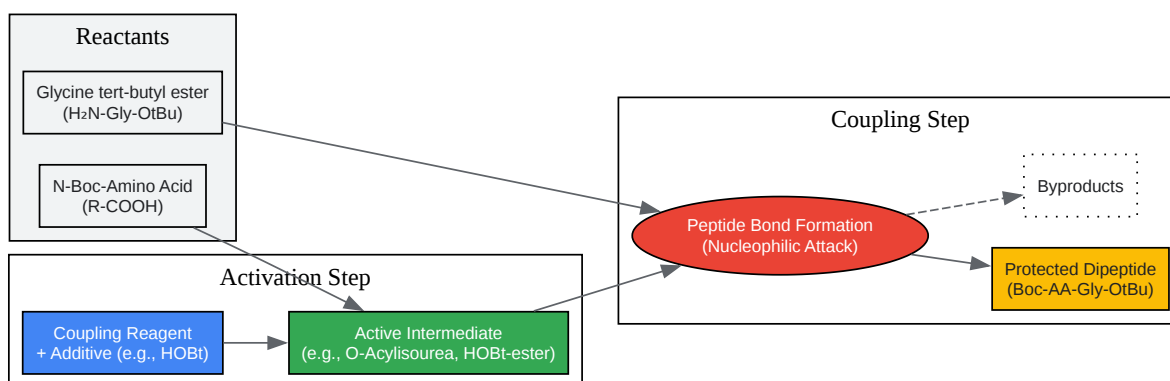 Reactants
Glycine tert-butyl ester
(H₂N-Gly-OtBu)
N-Boc-Amino Acid
(R-COOH)
Activation Step
Coupling Reagent
+ Additive (e.g., HOBt)
Active Intermediate
(e.g., O-Acylisourea, HOBt-ester)
Coupling Step
Peptide Bond Formation
(Nucleophilic Attack)
Byproducts
Protected Dipeptide
(Boc-AA-Gly-OtBu)